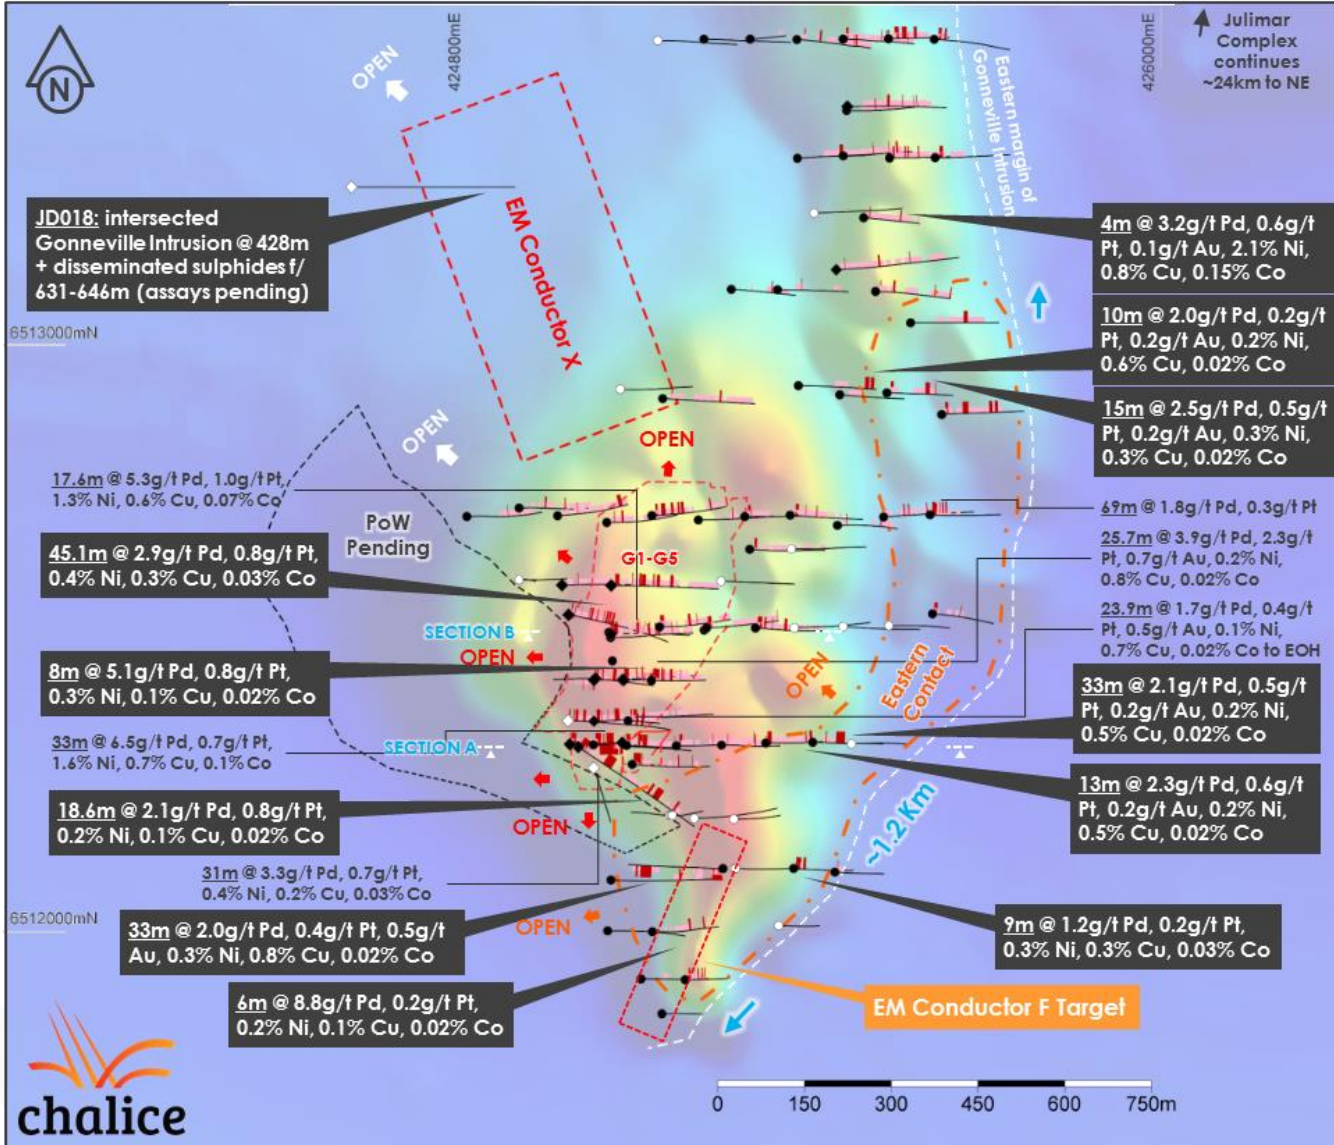 424800mE
426000mE
Julimar
Complex
continues
~24km to NE
N
OPEN
Eastern margin of
Gonneville Intrusion
JD018: intersected
Gonneville Intrusion @ 428m
+ disseminated sulphides f/
631-646m (assays pending)
EM Conductor X
4m @ 3.2g/t Pd, 0.6g/t
Pt, 0.1g/t Au, 2.1% Ni,
0.8% Cu, 0.15% Co
6513000mN
10m @ 2.0g/t Pd, 0.2g/t
Pt, 0.2g/t Au, 0.2% Ni,
0.6% Cu, 0.02% Co
15m @ 2.5g/t Pd, 0.5g/t
Pt, 0.2g/t Au, 0.3% Ni,
0.3% Cu, 0.02% Co
OPEN
OPEN
17.6m @ 5.3g/t Pd, 1.0g/t Pt,
1.3% Ni, 0.6% Cu, 0.07% Co
69m @ 1.8g/t Pd, 0.3g/t Pt
PoW
Pending
G1-G5
25.7m @ 3.9g/t Pd, 2.3g/t
Pt, 0.7g/t Au, 0.2% Ni,
0.8% Cu, 0.02% Co
45.1m @ 2.9g/t Pd, 0.8g/t Pt,
0.4% Ni, 0.3% Cu, 0.03% Co
23.9m @ 1.7g/t Pd, 0.4g/t
Pt, 0.5g/t Au, 0.1% Ni,
0.7% Cu, 0.02% Co to EOH
SECTION B
OPEN
OPEN
Eastern
Contact
8m @ 5.1g/t Pd, 0.8g/t Pt,
0.3% Ni, 0.1% Cu, 0.02% Co
33m @ 2.1g/t Pd, 0.5g/t
Pt, 0.2g/t Au, 0.2% Ni,
0.5% Cu, 0.02% Co
33m @ 6.5g/t Pd, 0.7g/t Pt,
1.6% Ni, 0.7% Cu, 0.1% Co
SECTION A
13m @ 2.3g/t Pd, 0.6g/t
Pt, 0.2g/t Au, 0.2% Ni,
0.5% Cu, 0.02% Co
18.6m @ 2.1g/t Pd, 0.8g/t Pt,
0.2% Ni, 0.1% Cu, 0.02% Co
OPEN
~1.2 Km
31m @ 3.3g/t Pd, 0.7g/t Pt,
0.4% Ni, 0.2% Cu, 0.03% Co
6512000mN
33m @ 2.0g/t Pd, 0.4g/t Pt, 0.5g/t
Au, 0.3% Ni, 0.8% Cu, 0.02% Co
OPEN
9m @ 1.2g/t Pd, 0.2g/t Pt,
0.3% Ni, 0.3% Cu, 0.03% Co
6m @ 8.8g/t Pd, 0.2g/t Pt,
0.2% Ni, 0.1% Cu, 0.02% Co
EM Conductor F Target
chalice
0 150 300 450 600 750m